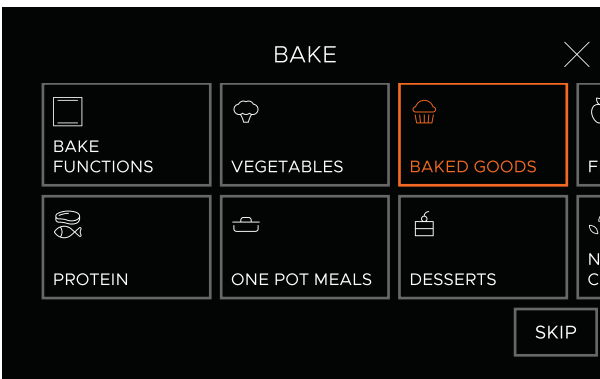 BAKE
BAKE
FUNCTIONS
VEGETABLES
BAKED GOODS
F
PROTEIN
ONE POT MEALS
DESSERTS
N
C
SKIP